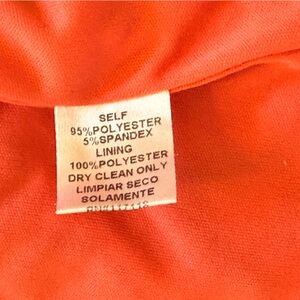 SELF
95%POLYESTER
5%SPANDEX
LINING
100%POLYESTER
DRY CLEAN ONLY
LIMPIAR SECO
SOLAMENTE